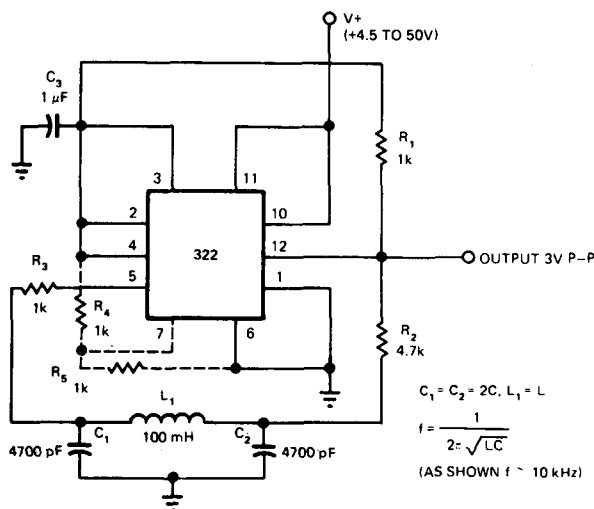 V+
(+4.5 TO 50V)
C3
1 μF
R1
1k
3
11
2
10
4
322
12
OUTPUT 3V P–P
5
1
R3
1k
R4
1k
7
6
R2
4.7k
R5
1k
L1
100 mH
C1
C2
4700 pF
4700 pF
C1 = C2 = 2C, L1 = L
f = 1 / 2π √LC
(AS SHOWN f ~ 10 kHz)